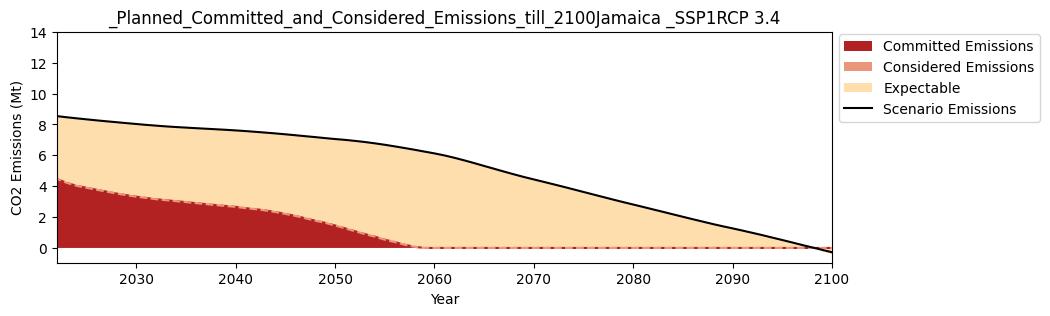 _Planned_Committed_and_Considered_Emissions_till_2100Jamaica _SSP1RCP 3.4
14
12
10
8
6
4
2
0
CO2 Emissions (Mt)
2030
2040
2050
2060
2070
2080
2090
2100
Year
Committed Emissions
Considered Emissions
Expectable
Scenario Emissions